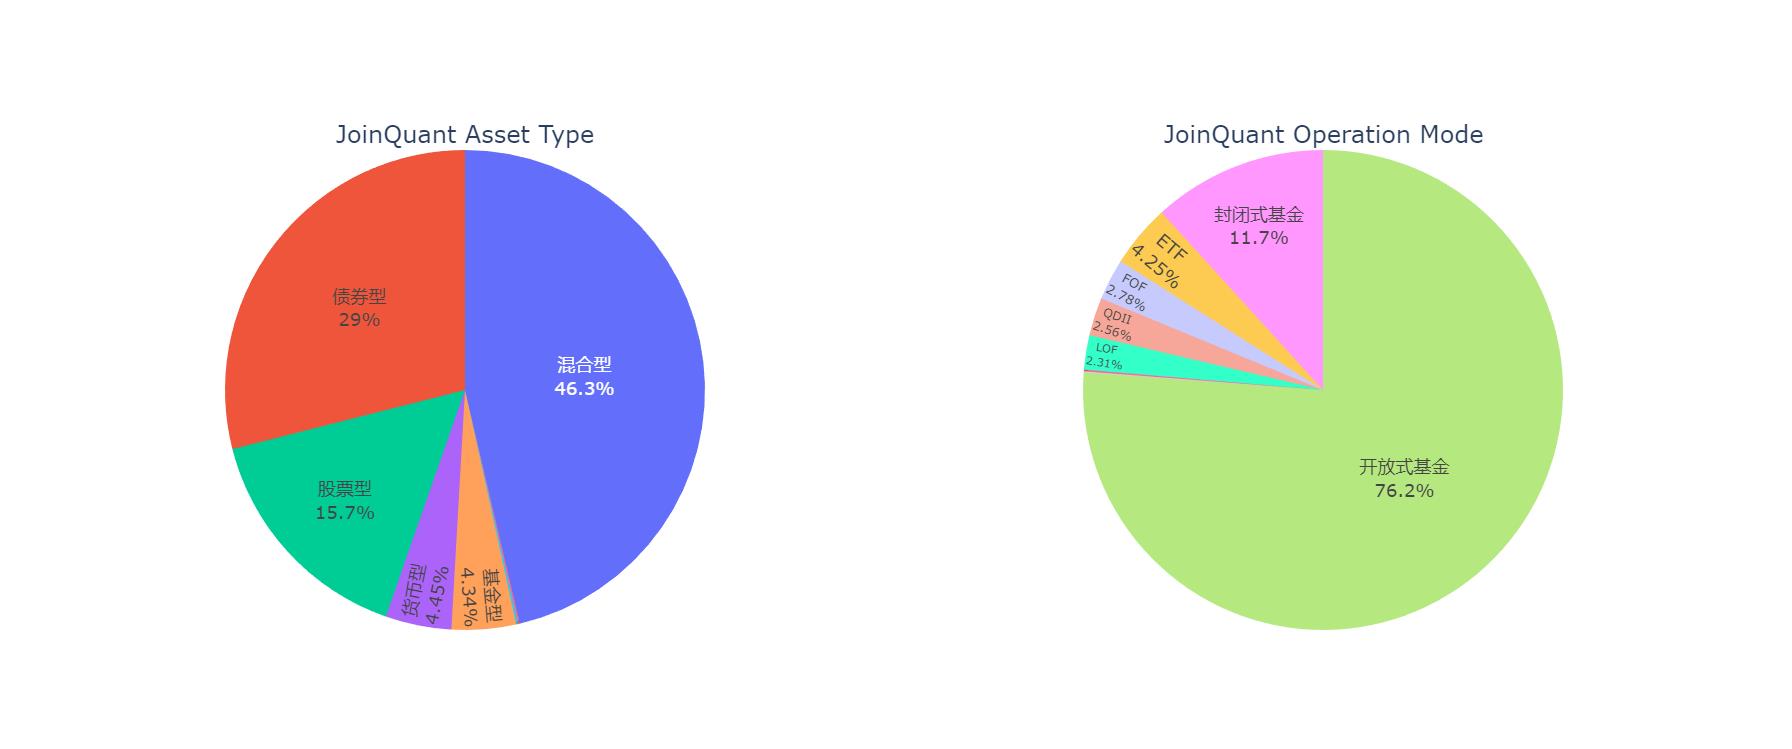 JoinQuant Asset Type
债券型
29%
混合型
46.3%
股票型
15.7%
货币型
4.45%
基金型
4.34%
JoinQuant Operation Mode
封闭式基金
11.7%
ETF
4.25%
FOF
2.78%
QDII
2.56%
LOF
2.31%
开放式基金
76.2%